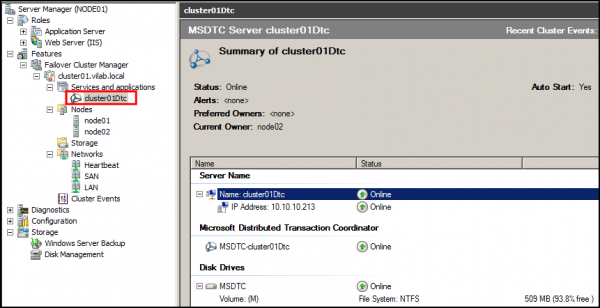 Server Manager (NODE01)
Roles
Application Server
Web Server (IIS)
Features
Failover Cluster Manager
cluster01.vilab.local
Services and applications
cluster01Dtc
Nodes
node01
node02
Storage
Networks
Heartbeat
SAN
LAN
Cluster Events
Diagnostics
Configuration
Storage
Windows Server Backup
Disk Management
MSDTC Server cluster01Dtc Recent Cluster Events:
Summary of cluster01Dtc
Status: Online Auto Start: Yes
Alerts: <none>
Preferred Owners: <none>
Current Owner: node02
Name Status
Server Name
Name: cluster01Dtc Online
IP Address: 10.10.10.213 Online
Microsoft Distributed Transaction Coordinator
MSDTC-cluster01Dtc Online
Disk Drives
MSDTC Online
Volume: (M) File System: NTFS 509 MB (93.8% free)